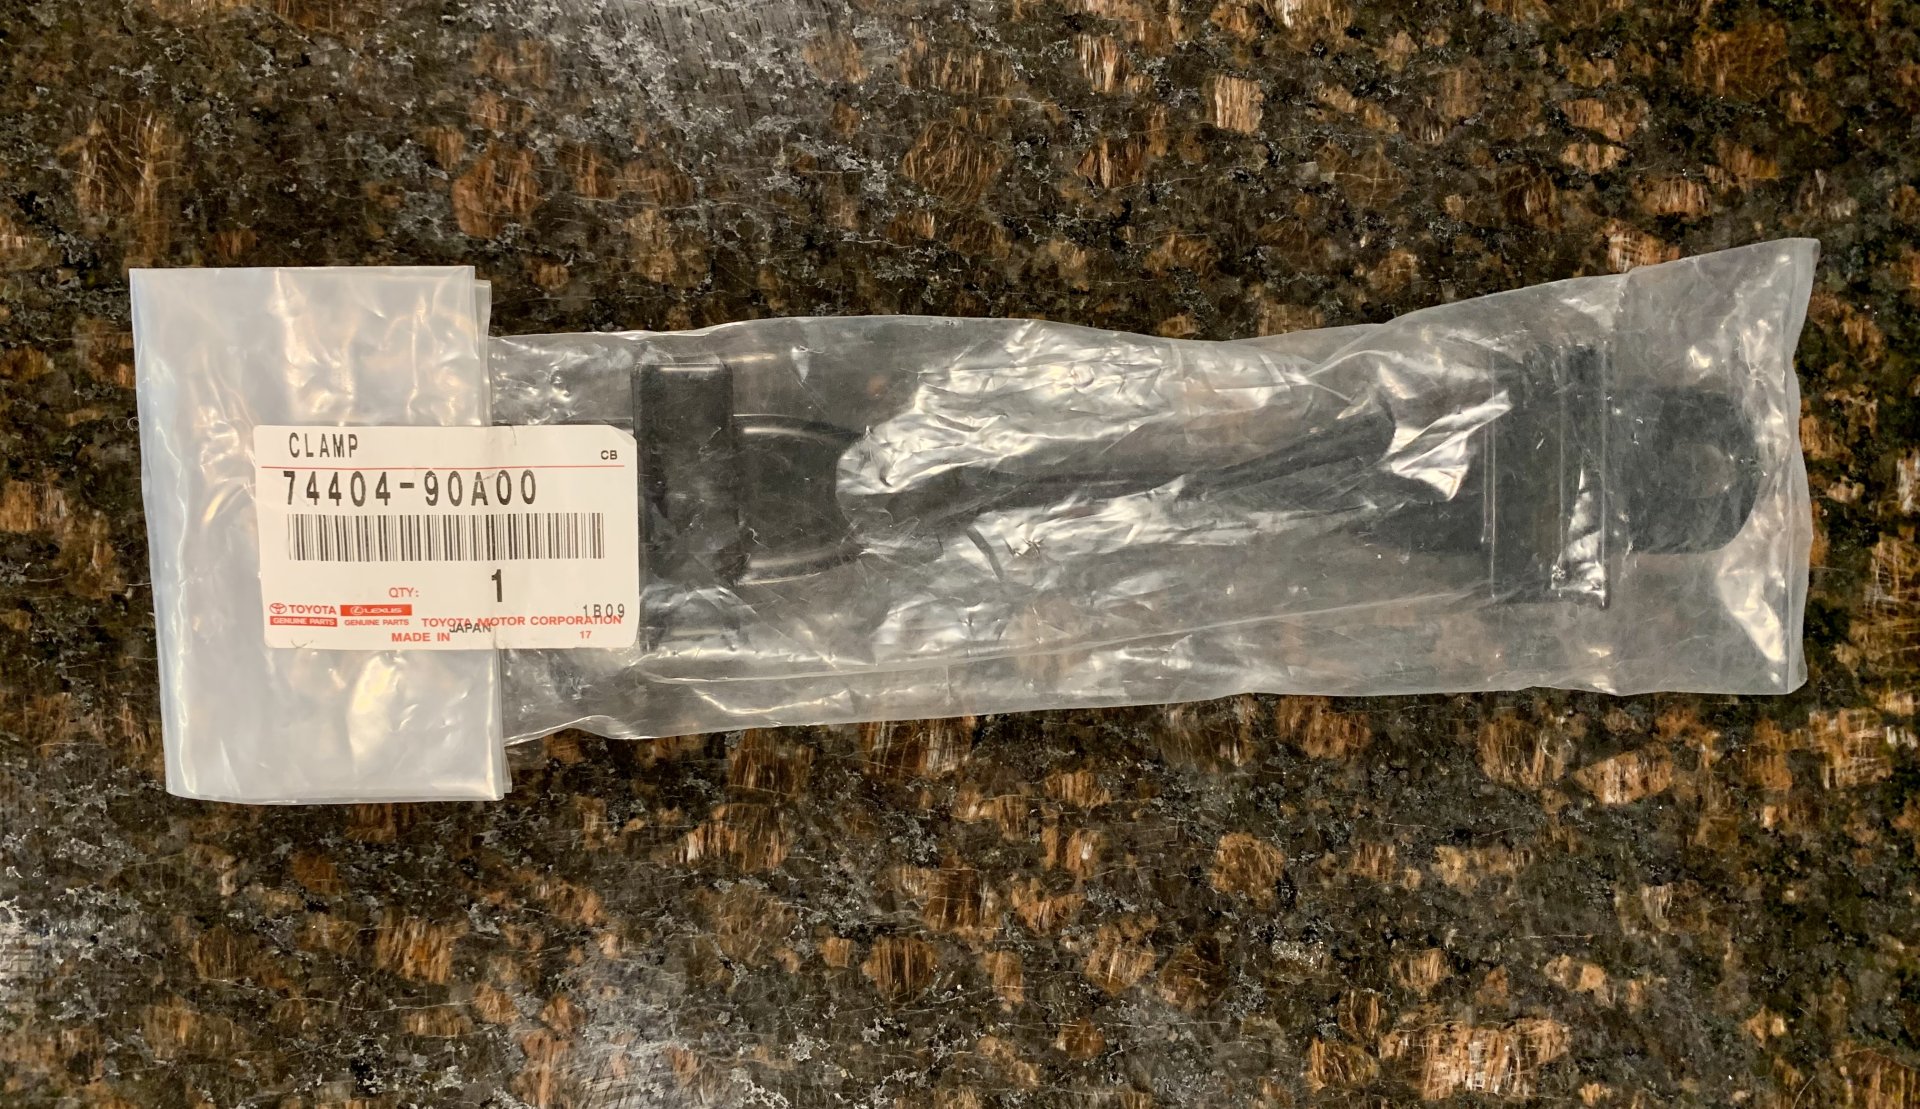 CLAMP
CB
74404-90A00
QTY: 1
1B09
TOYOTA LEXUS
GENUINE PARTS GENUINE PARTS TOYOTA MOTOR CORPORATION
MADE IN JAPAN 17